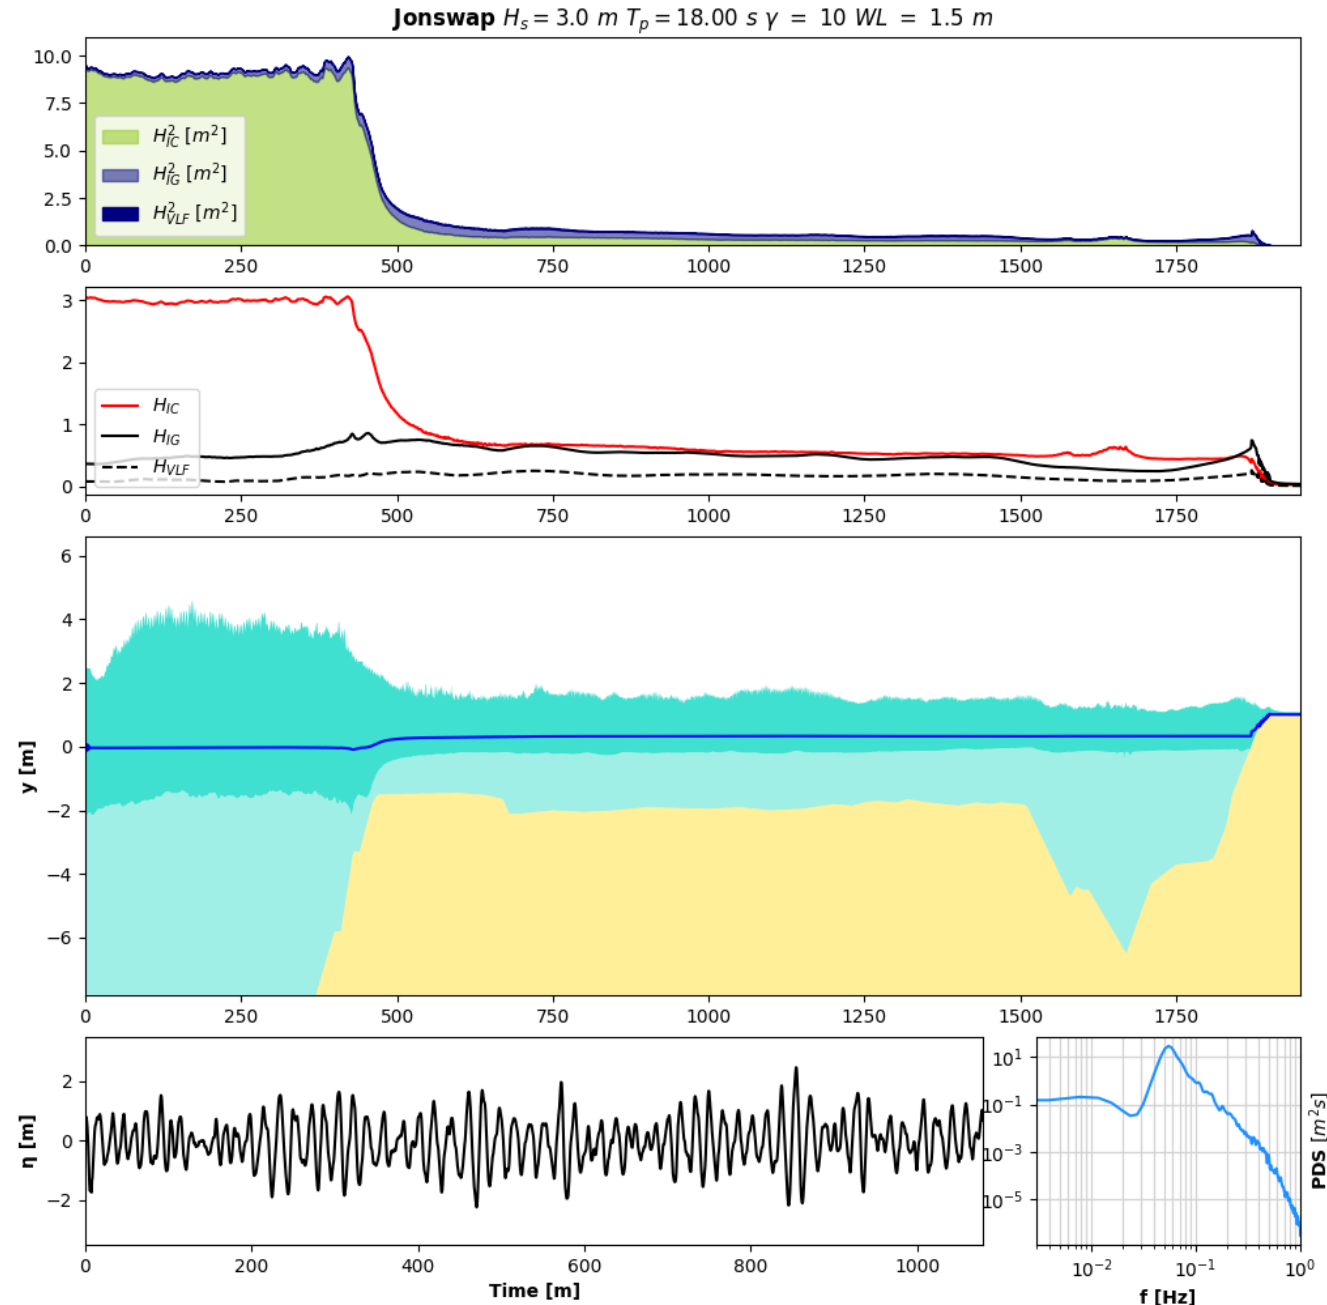 Jonswap H_s = 3.0 m T_p = 18.00 s γ = 10 WL = 1.5 m
10.0
7.5
5.0
2.5
0.0
H²_IC [m²]
H²_IG [m²]
H²_VLF [m²]
0 250 500 750 1000 1250 1500 1750
3
2
1
0
H_IC
H_IG
H_VLF
0 250 500 750 1000 1250 1500 1750
y [m]
6
4
2
0
−2
−4
−6
0 250 500 750 1000 1250 1500 1750
η [m]
2
0
−2
0 200 400 600 800 1000
Time [m]
10¹
10⁻¹
10⁻³
10⁻⁵
10⁻² 10⁻¹ 10⁰
f [Hz]
PDS [m²s]